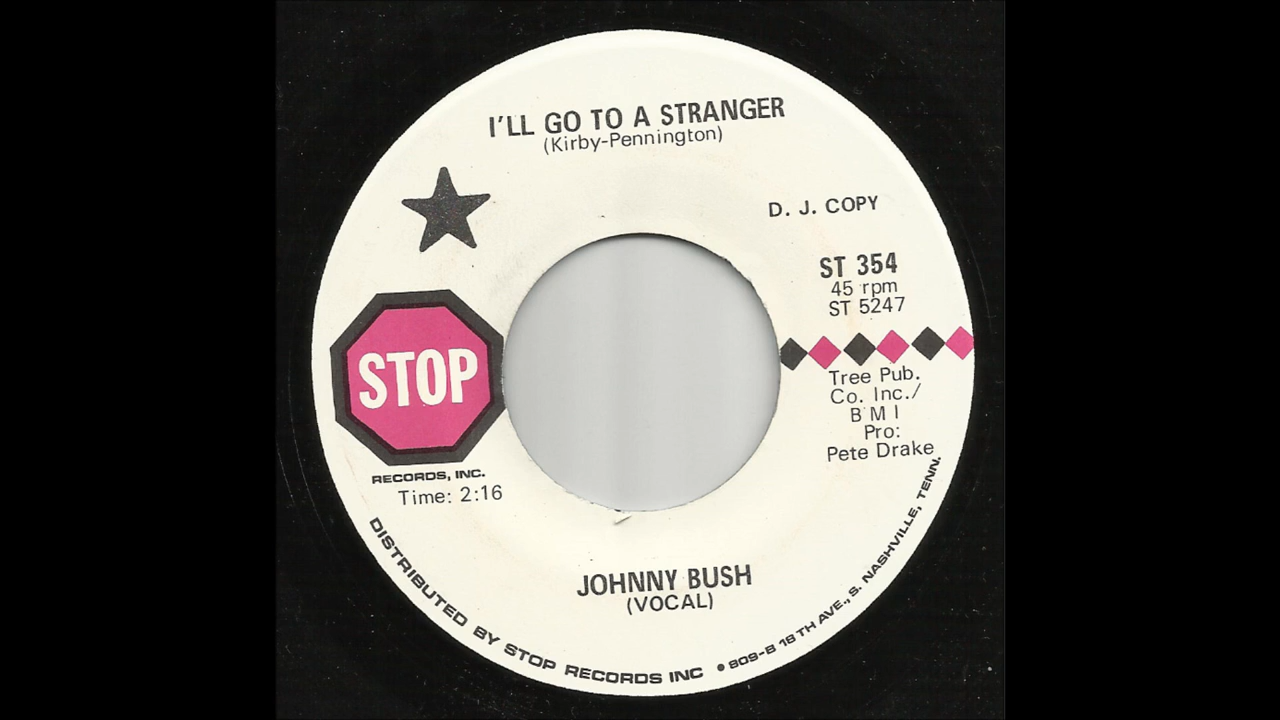 I'LL GO TO A STRANGER
(Kirby-Pennington)
D. J. COPY
ST 354
45 rpm
ST 5247
STOP
RECORDS, INC.
Time: 2:16
Tree Pub.
Co. Inc./
B M I
Pro:
Pete Drake
JOHNNY BUSH
(VOCAL)
DISTRIBUTED BY STOP RECORDS INC • 809-B 18 TH AVE., S. NASHVILLE, TENN.